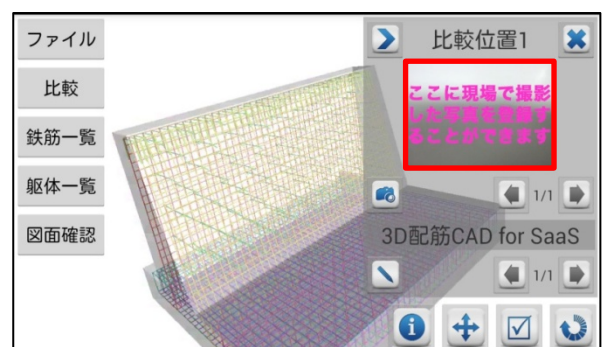 ファイル
比較
鉄筋一覧
躯体一覧
図面確認
比較位置1
ここに現場で撮影
した写真を登録す
ることができます
1/1
3D配筋CAD for SaaS
1/1